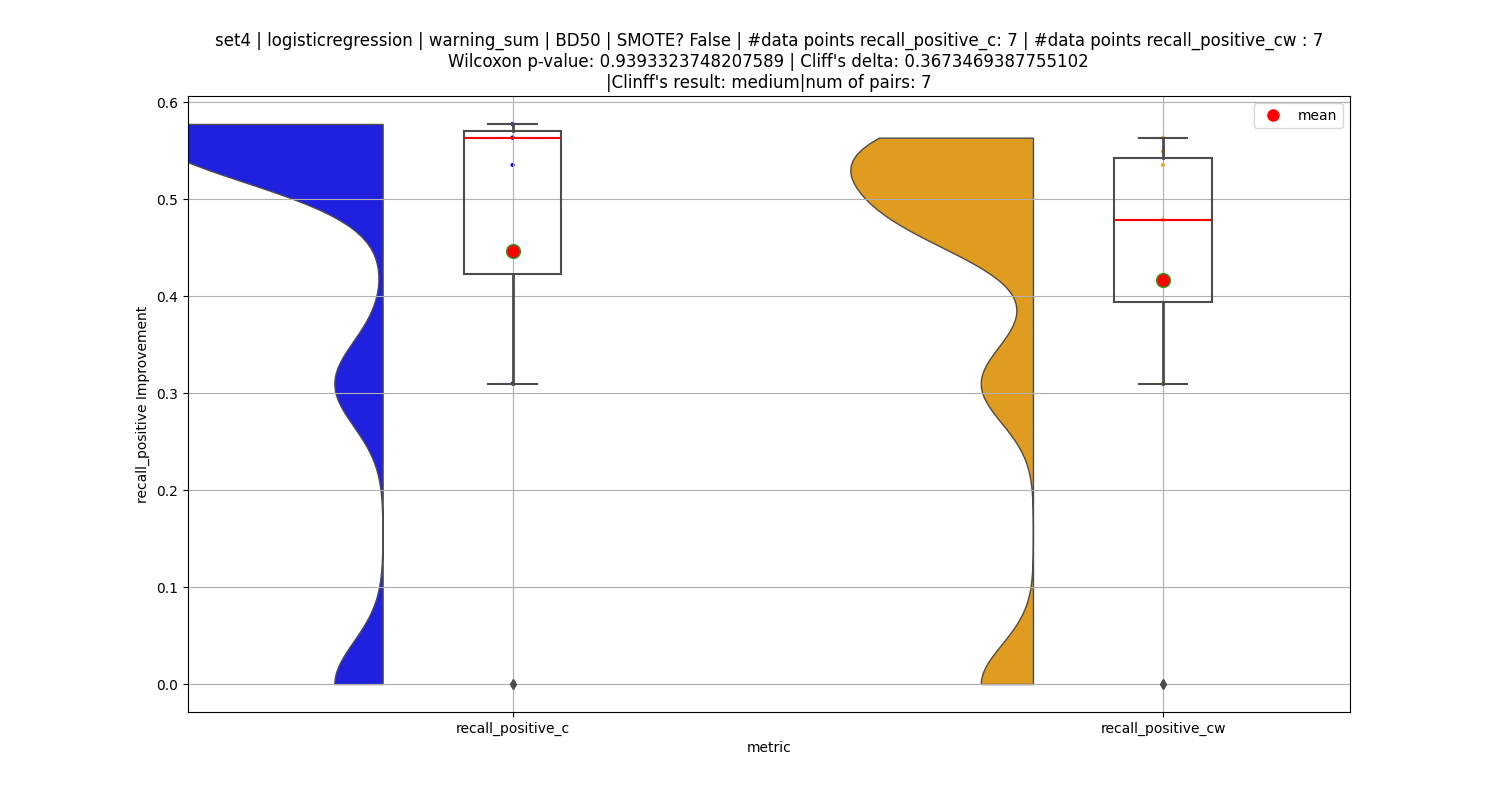 set4 | logisticregression | warning_sum | BD50 | SMOTE? False | #data points recall_positive_c: 7 | #data points recall_positive_cw : 7
Wilcoxon p-value: 0.9393323748207589 | Cliff's delta: 0.3673469387755102
|Clinff's result: medium|num of pairs: 7
mean
recall_positive Improvement
0.6
0.5
0.4
0.3
0.2
0.1
0.0
recall_positive_c
recall_positive_cw
metric